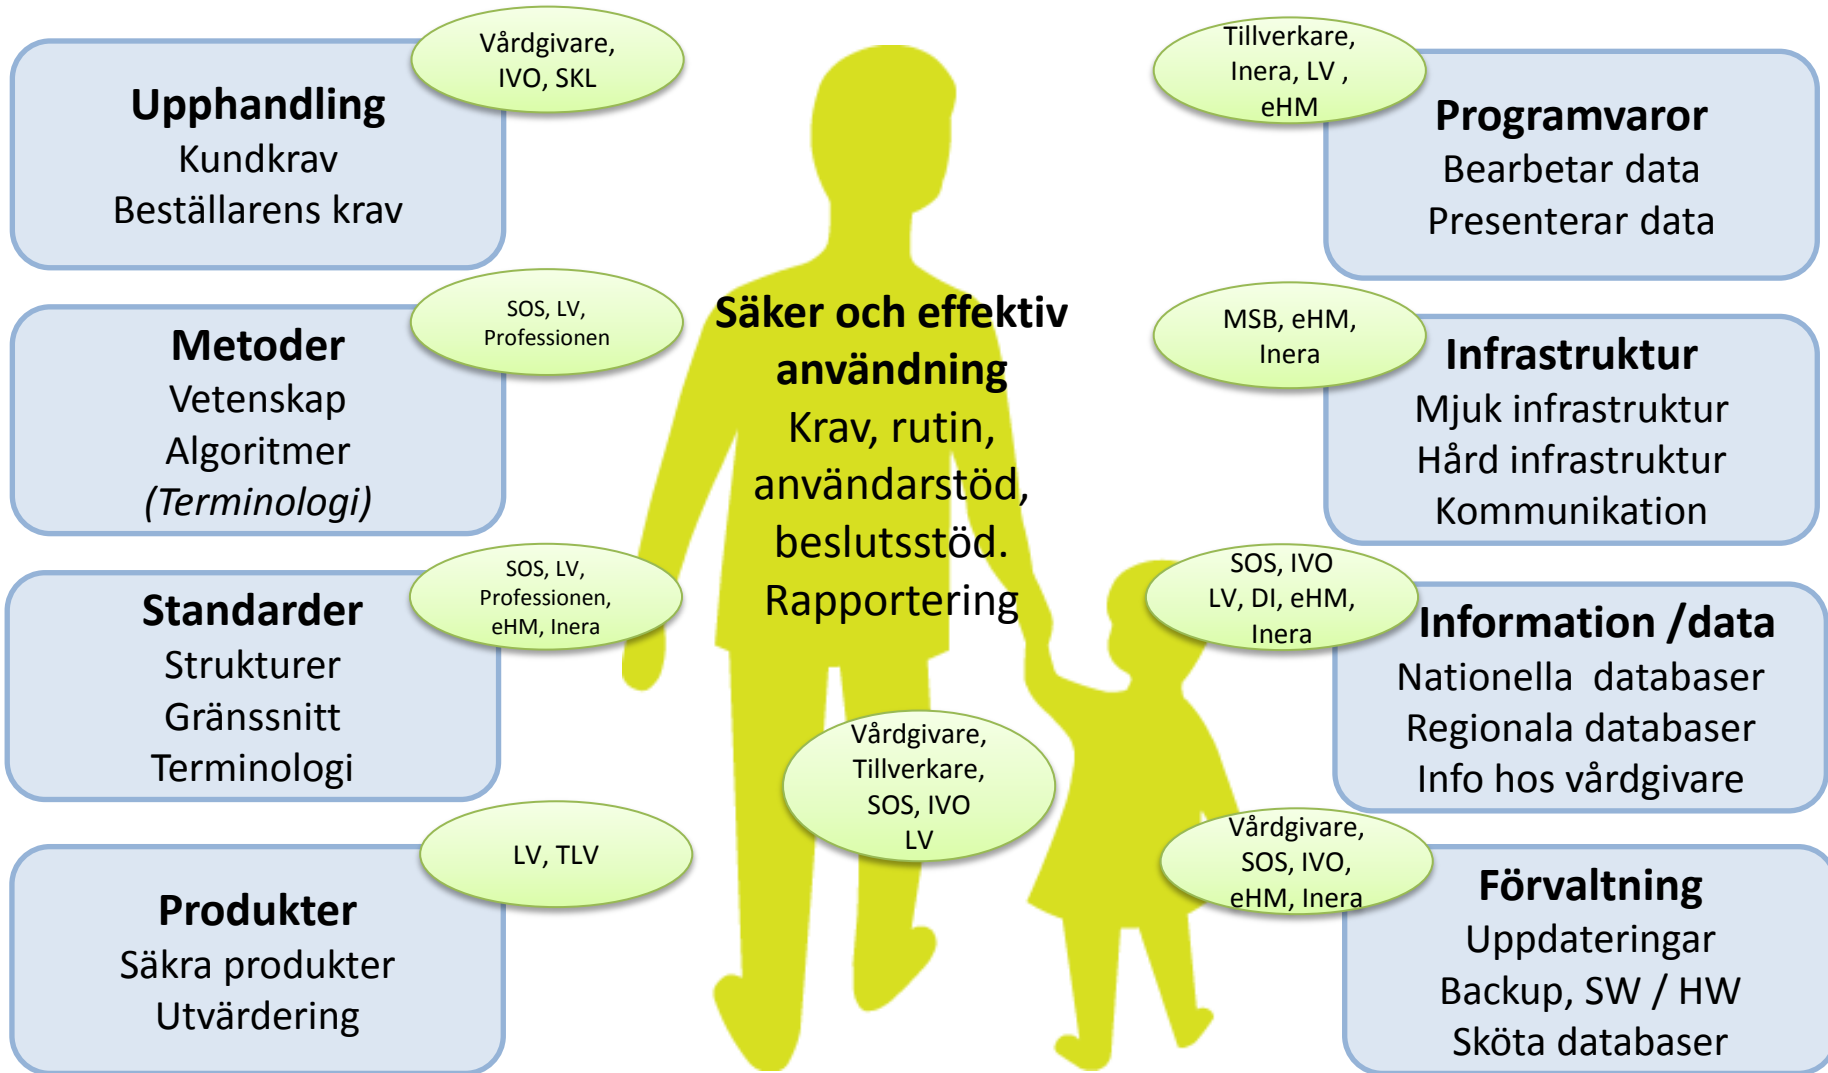 Vårdgivare,
IVO, SKL
Upphandling
Kundkrav
Beställarens krav
SOS, LV,
Professionen
Metoder
Vetenskap
Algoritmer
(Terminologi)
SOS, LV,
Professionen,
eHM, Inera
Standarder
Strukturer
Gränssnitt
Terminologi
LV, TLV
Produkter
Säkra produkter
Utvärdering
Säker och effektiv
användning
Krav, rutin,
användarstöd,
beslutsstöd.
Rapportering
Vårdgivare,
Tillverkare,
SOS, IVO
LV
Tillverkare,
Inera, LV ,
eHM
Programvaror
Bearbetar data
Presenterar data
MSB, eHM,
Inera
Infrastruktur
Mjuk infrastruktur
Hård infrastruktur
Kommunikation
SOS, IVO
LV, DI, eHM,
Inera
Information /data
Nationella databaser
Regionala databaser
Info hos vårdgivare
Vårdgivare,
SOS, IVO,
eHM, Inera
Förvaltning
Uppdateringar
Backup, SW / HW
Sköta databaser